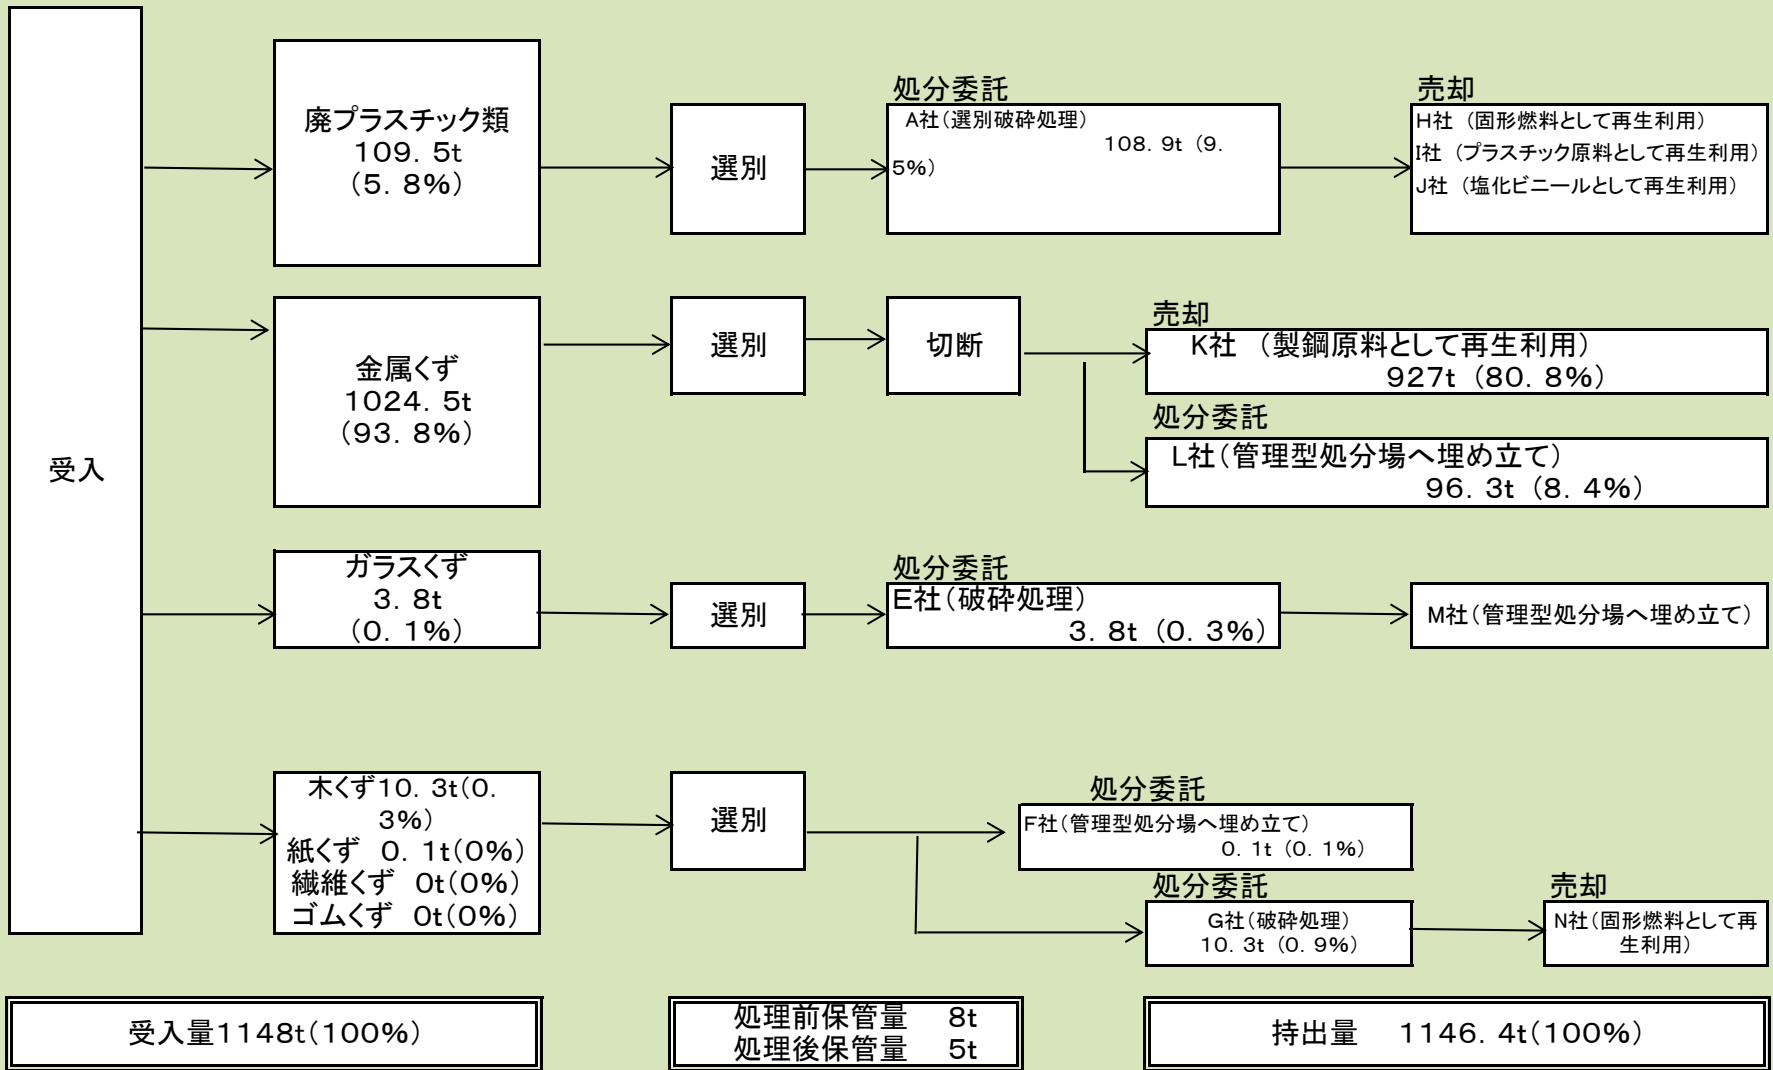 受入
廃プラスチック類
109.5t
(5.8%)
選別
処分委託
A社(選別破砕処理)
108.9t (9.
5%)
売却
H社 (固形燃料として再生利用)
I社 (プラスチック原料として再生利用)
J社 (塩化ビニールとして再生利用)
金属くず
1024.5t
(93.8%)
選別
切断
売却
K社 (製鋼原料として再生利用)
927t (80.8%)
処分委託
L社(管理型処分場へ埋め立て)
96.3t (8.4%)
ガラスくず
3.8t
(0.1%)
選別
処分委託
E社(破砕処理)
3.8t (0.3%)
M社(管理型処分場へ埋め立て)
木くず10.3t(0.
3%)
紙くず 0.1t(0%)
繊維くず 0t(0%)
ゴムくず 0t(0%)
選別
処分委託
F社(管理型処分場へ埋め立て)
0.1t (0.1%)
処分委託
G社(破砕処理)
10.3t (0.9%)
売却
N社(固形燃料として再
生利用)
受入量1148t(100%)
処理前保管量 8t
処理後保管量 5t
持出量 1146.4t(100%)